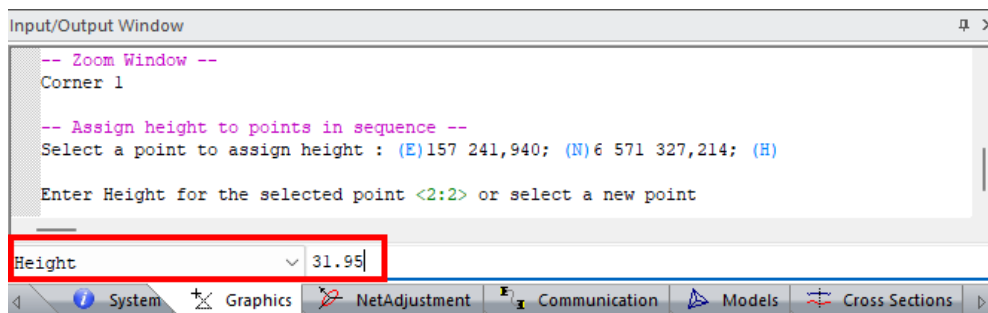 Input/Output Window
-- Zoom Window --
Corner 1
-- Assign height to points in sequence --
Select a point to assign height : (E)157 241,940; (N)6 571 327,214; (H)
Enter Height for the selected point <2:2> or select a new point
Height 31.95
System Graphics NetAdjustment Communication Models Cross Sections